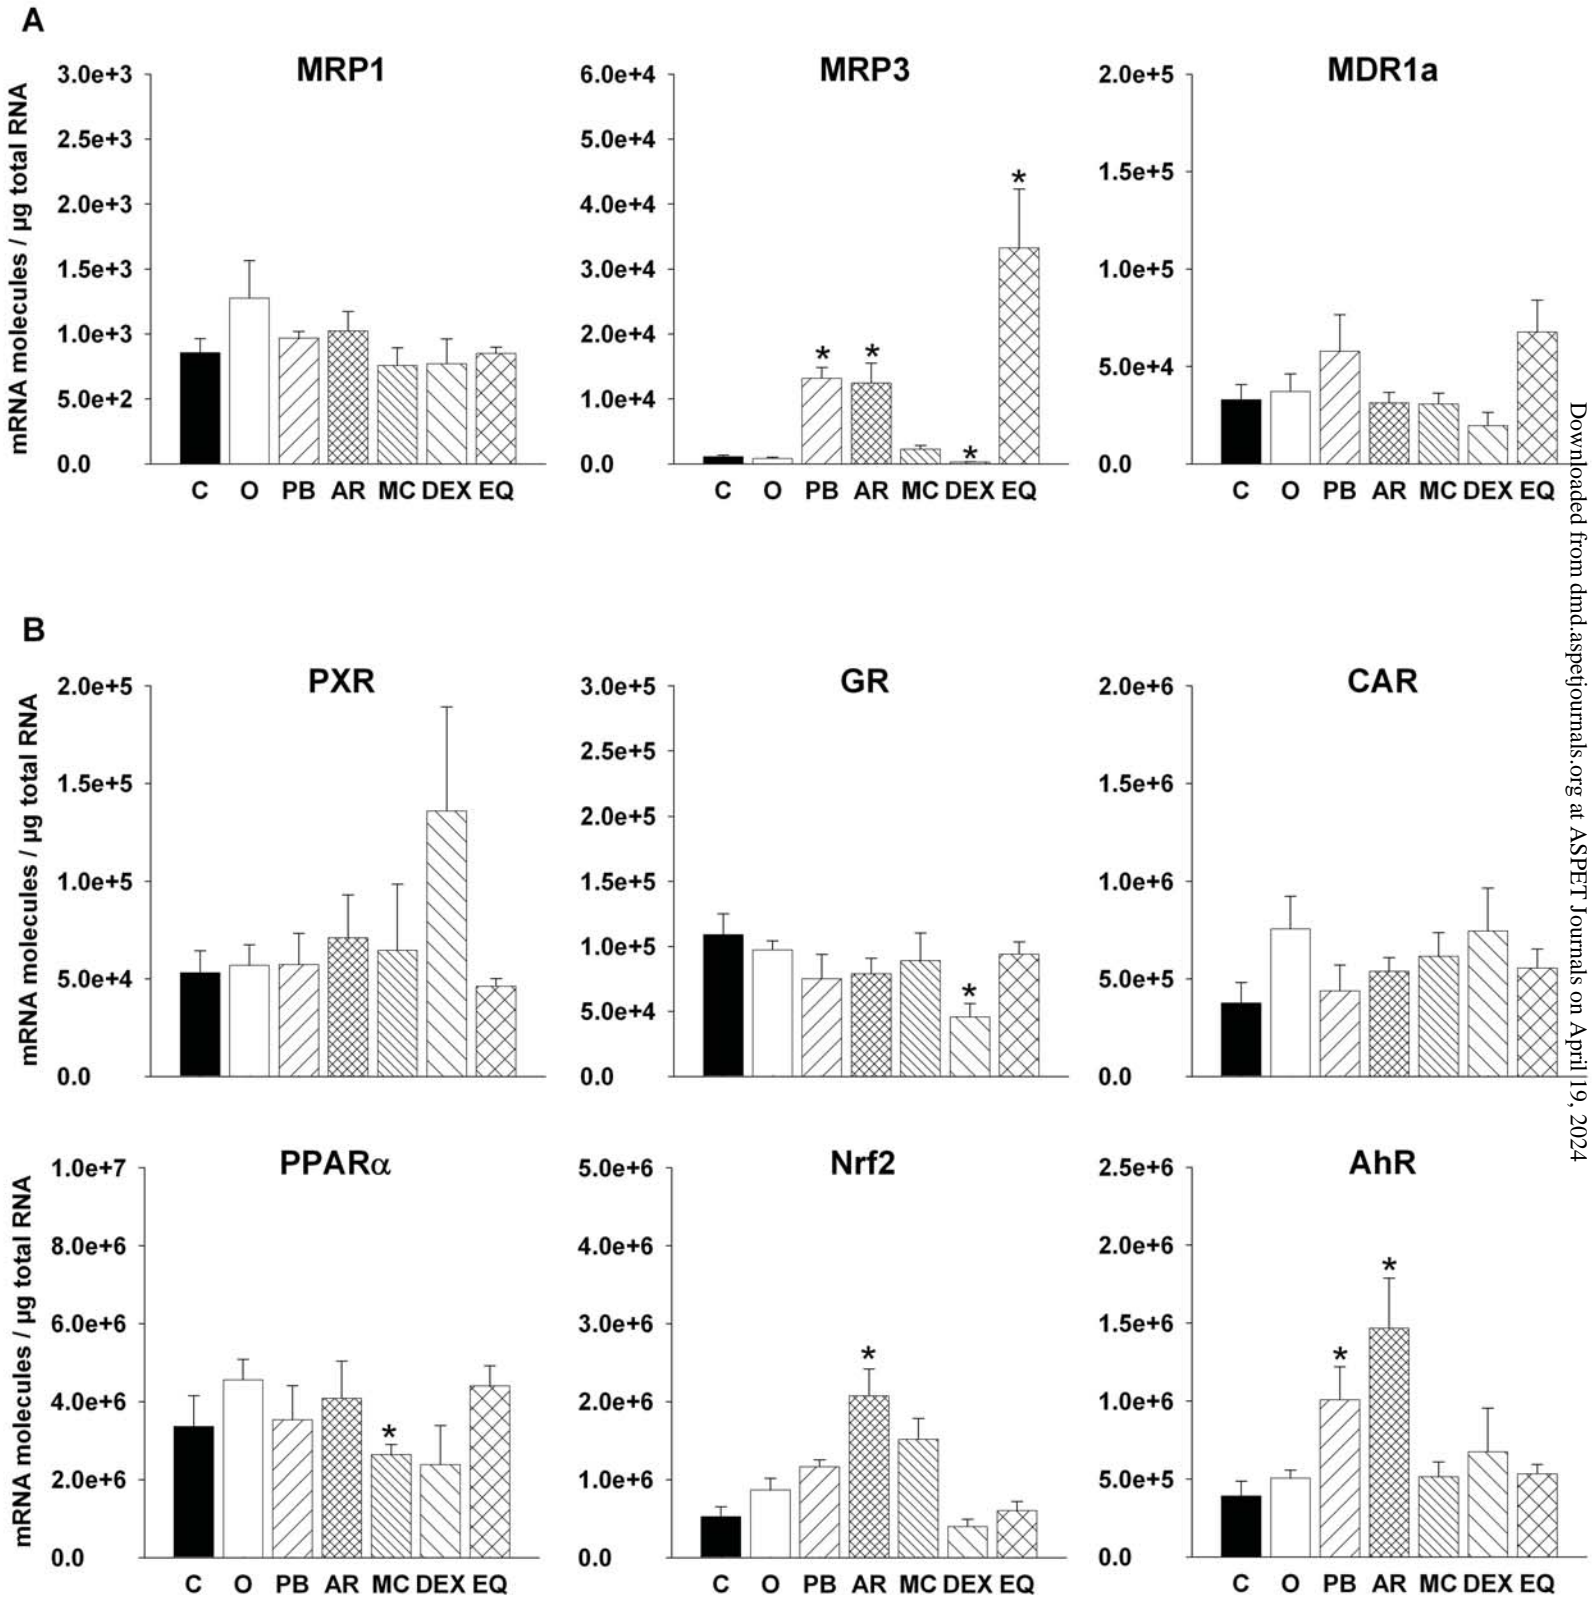 A
MRP1
mRNA molecules / µg total RNA
3.0e+3
2.5e+3
2.0e+3
1.5e+3
1.0e+3
5.0e+2
0.0
C O PB AR MC DEX EQ
MRP3
6.0e+4
5.0e+4
4.0e+4
3.0e+4
2.0e+4
1.0e+4
0.0
*
*
*
*
C O PB AR MC DEX EQ
MDR1a
2.0e+5
1.5e+5
1.0e+5
5.0e+4
0.0
C O PB AR MC DEX EQ
B
PXR
mRNA molecules / µg total RNA
2.0e+5
1.5e+5
1.0e+5
5.0e+4
0.0
GR
3.0e+5
2.5e+5
2.0e+5
1.5e+5
1.0e+5
5.0e+4
0.0
*
CAR
2.0e+6
1.5e+6
1.0e+6
5.0e+5
0.0
PPARα
mRNA molecules / µg total RNA
1.0e+7
8.0e+6
6.0e+6
4.0e+6
2.0e+6
0.0
*
C O PB AR MC DEX EQ
Nrf2
5.0e+6
4.0e+6
3.0e+6
2.0e+6
1.0e+6
0.0
*
C O PB AR MC DEX EQ
AhR
2.5e+6
2.0e+6
1.5e+6
1.0e+6
5.0e+5
0.0
*
*
C O PB AR MC DEX EQ
Downloaded from dmd.aspetjournals.org at ASPET Journals on April 19, 2024